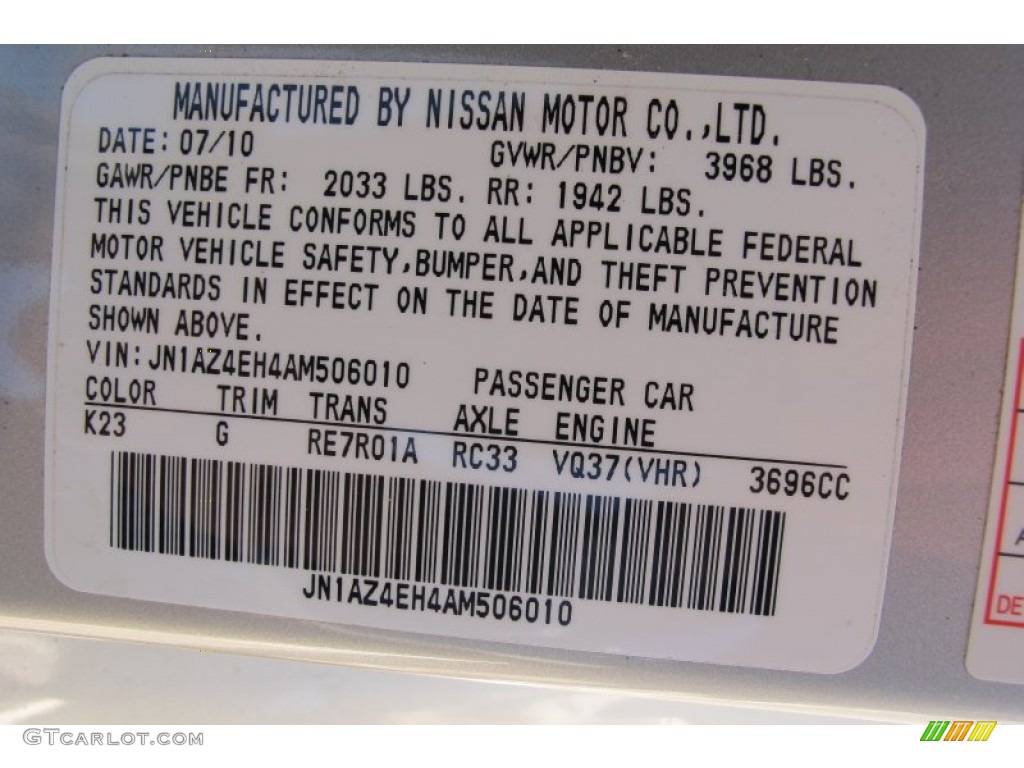 MANUFACTURED BY NISSAN MOTOR CO.,LTD.
DATE: 07/10 GVWR/PNBV: 3968 LBS.
GAWR/PNBE FR: 2033 LBS. RR: 1942 LBS.
THIS VEHICLE CONFORMS TO ALL APPLICABLE FEDERAL
MOTOR VEHICLE SAFETY,BUMPER,AND THEFT PREVENTION
STANDARDS IN EFFECT ON THE DATE OF MANUFACTURE
SHOWN ABOVE.
VIN:JN1AZ4EH4AM506010 PASSENGER CAR
COLOR TRIM TRANS AXLE ENGINE
K23 G RE7R01A RC33 VQ37(VHR) 3696CC
JN1AZ4EH4AM506010
GTCARLOT.COM